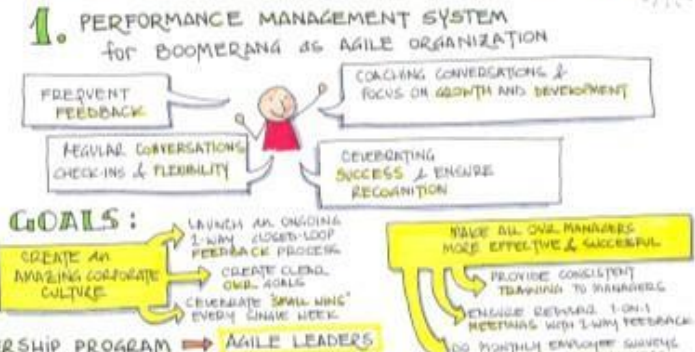 1. PERFORMANCE MANAGEMENT SYSTEM
for BOOMERANG as AGILE ORGANIZATION
FREQUENT
FEEDBACK
COACHING CONVERSATIONS &
FOCUS ON GROWTH AND DEVELOPMENT
REGULAR CONVERSATIONS
CHECK-INS & FLEXIBILITY
CELEBRATING
SUCCESS & ENSURE
RECOGNITION
GOALS:
CREATE an
AMAZING CORPORATE
CULTURE
LAUNCH an ONGOING
2-WAY CLOSED-LOOP
FEEDBACK PROCESS
CREATE CLEAR
OKR GOALS
CELEBRATE "SMALL WINS"
EVERY SINGLE WEEK
MAKE ALL OUR MANAGERS
MORE EFFECTIVE & SUCCESSFUL
PROVIDE CONSISTENT
TRAINING TO MANAGERS
ENSURE REGULAR 1-ON-1
MEETINGS WITH 2-WAY FEEDBACK
DO MONTHLY EMPLOYEE SURVEYS
ERSHIP PROGRAM ⇒ AGILE LEADERS